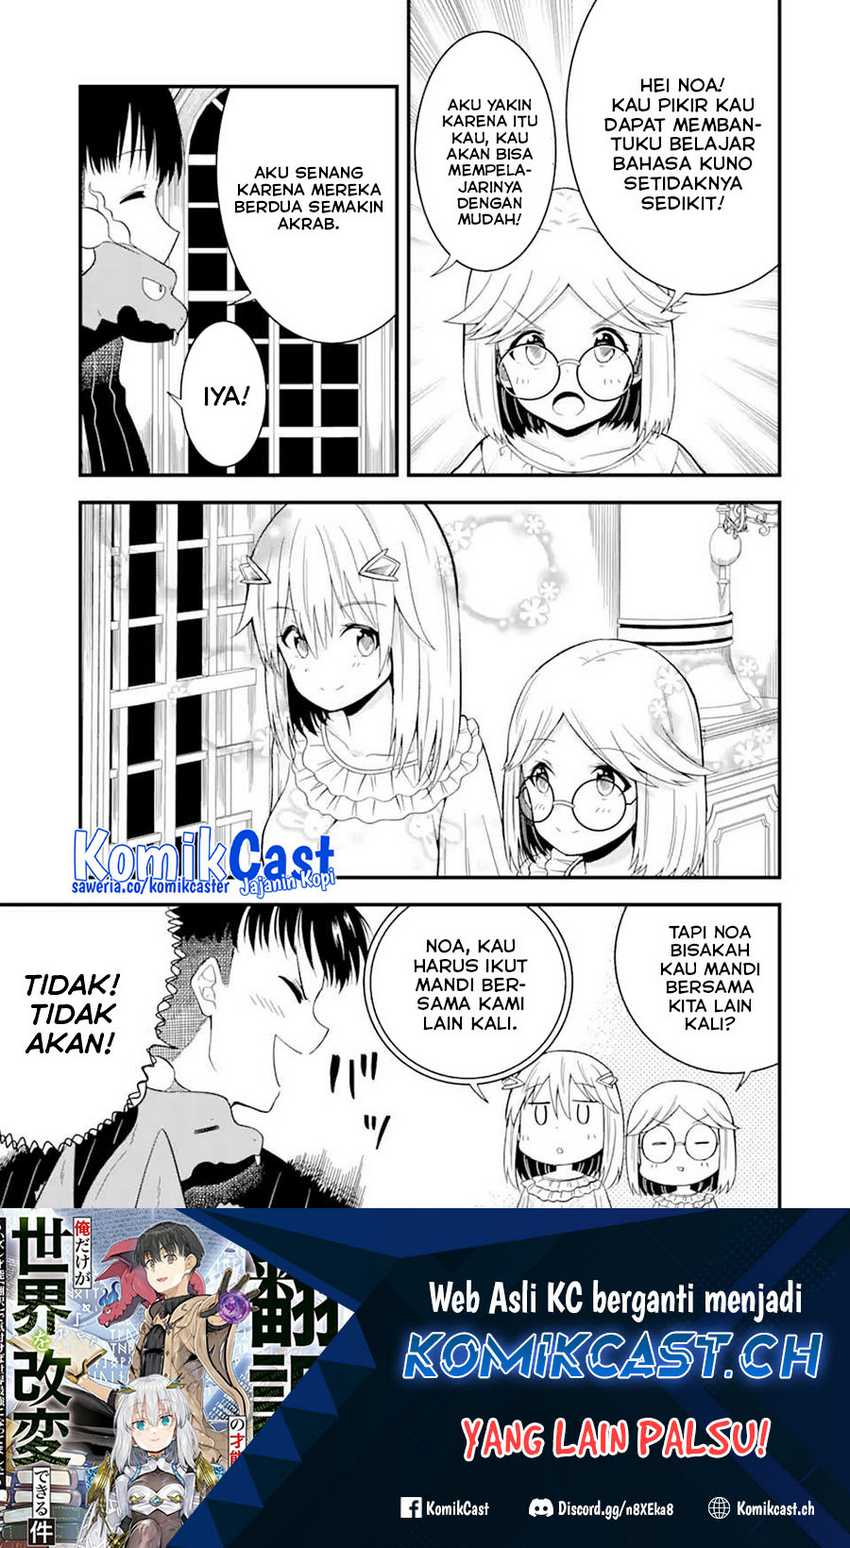 HEI NOA!
KAU PIKIR KAU
DAPAT MEMBAN-
TUKU BELAJAR
BAHASA KUNO
SETIDAKNYA
SEDIKIT!
AKU YAKIN
KARENA ITU
KAU, KAU
AKAN BISA
MEMPELA-
JARINYA
DENGAN
MUDAH!
AKU SENANG
KARENA MEREKA
BERDUA SEMAKIN
AKRAB.
IYA!
KomikCast
saweria.co/komikcaster Jajanin Kopi
TAPI NOA
BISAKAH
KAU MANDI
BERSAMA
KITA LAIN
KALI?
NOA, KAU
HARUS IKUT
MANDI BER-
SAMA KAMI
LAIN KALI.
TIDAK!
TIDAK
AKAN!
俺だけが
世界を改変
できる件
翻訳
Web Asli KC berganti menjadi
KOMIKCAST.CH
YANG LAIN PALSU!
KomikCast
Discord.gg/n8XEka8
Komikcast.ch